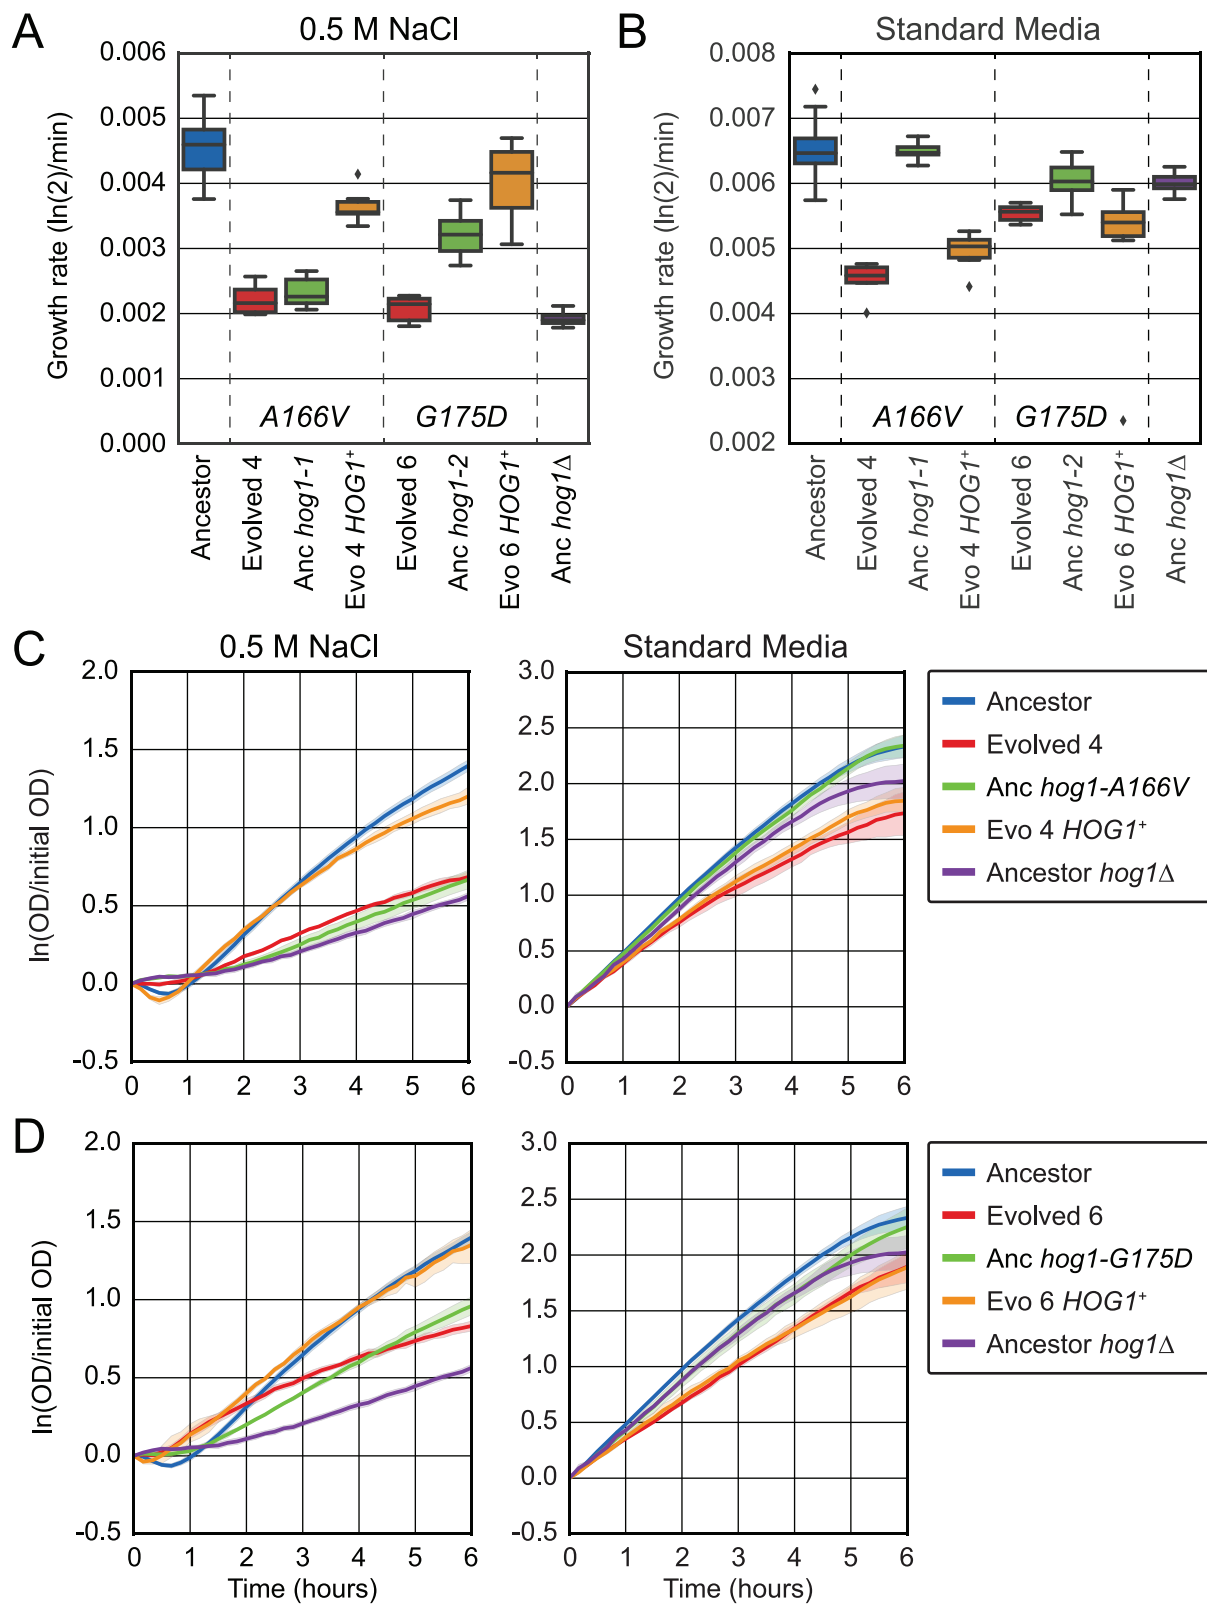 A
0.5 M NaCl
Growth rate (ln(2)/min)
0.006
0.005
0.004
0.003
0.002
0.001
0.000
A166V
G175D
Ancestor
Evolved 4
Anc hog1-1
Evo 4 HOG1⁺
Evolved 6
Anc hog1-2
Evo 6 HOG1⁺
Anc hog1Δ
B
Standard Media
Growth rate (ln(2)/min)
0.008
0.007
0.006
0.005
0.004
0.003
0.002
A166V
G175D
Ancestor
Evolved 4
Anc hog1-1
Evo 4 HOG1⁺
Evolved 6
Anc hog1-2
Evo 6 HOG1⁺
Anc hog1Δ
C
0.5 M NaCl
ln(OD/initial OD)
2.0
1.5
1.0
0.5
0.0
-0.5
0 1 2 3 4 5 6
Standard Media
3.0
2.5
2.0
1.5
1.0
0.5
0.0
-0.5
0 1 2 3 4 5 6
Ancestor
Evolved 4
Anc hog1-A166V
Evo 4 HOG1⁺
Ancestor hog1Δ
D
ln(OD/initial OD)
2.0
1.5
1.0
0.5
0.0
-0.5
0 1 2 3 4 5 6
Time (hours)
3.0
2.5
2.0
1.5
1.0
0.5
0.0
-0.5
0 1 2 3 4 5 6
Time (hours)
Ancestor
Evolved 6
Anc hog1-G175D
Evo 6 HOG1⁺
Ancestor hog1Δ